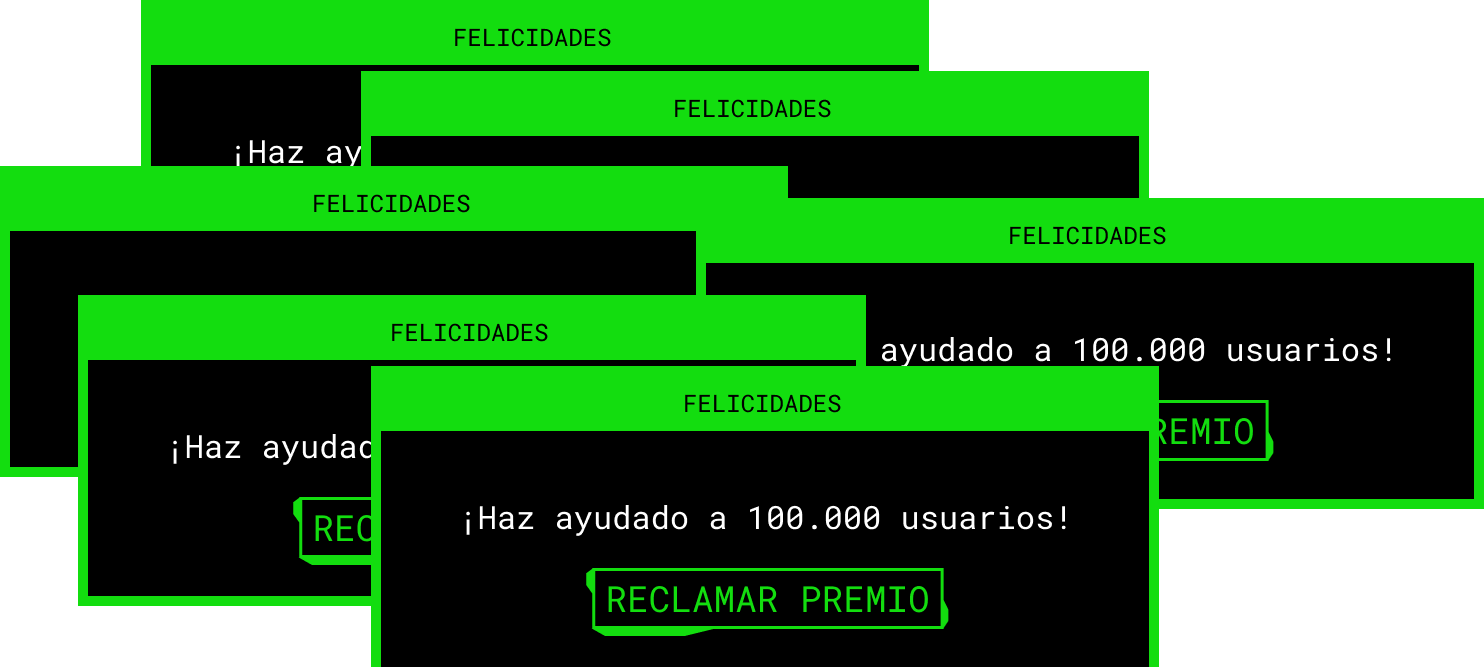 FELICIDADES
FELICIDADES
¡Haz ay
FELICIDADES
FELICIDADES
FELICIDADES
ayudado a 100.000 usuarios!
FELICIDADES
REMIO
¡Haz ayudad
¡Haz ayudado a 100.000 usuarios!
REC
RECLAMAR PREMIO